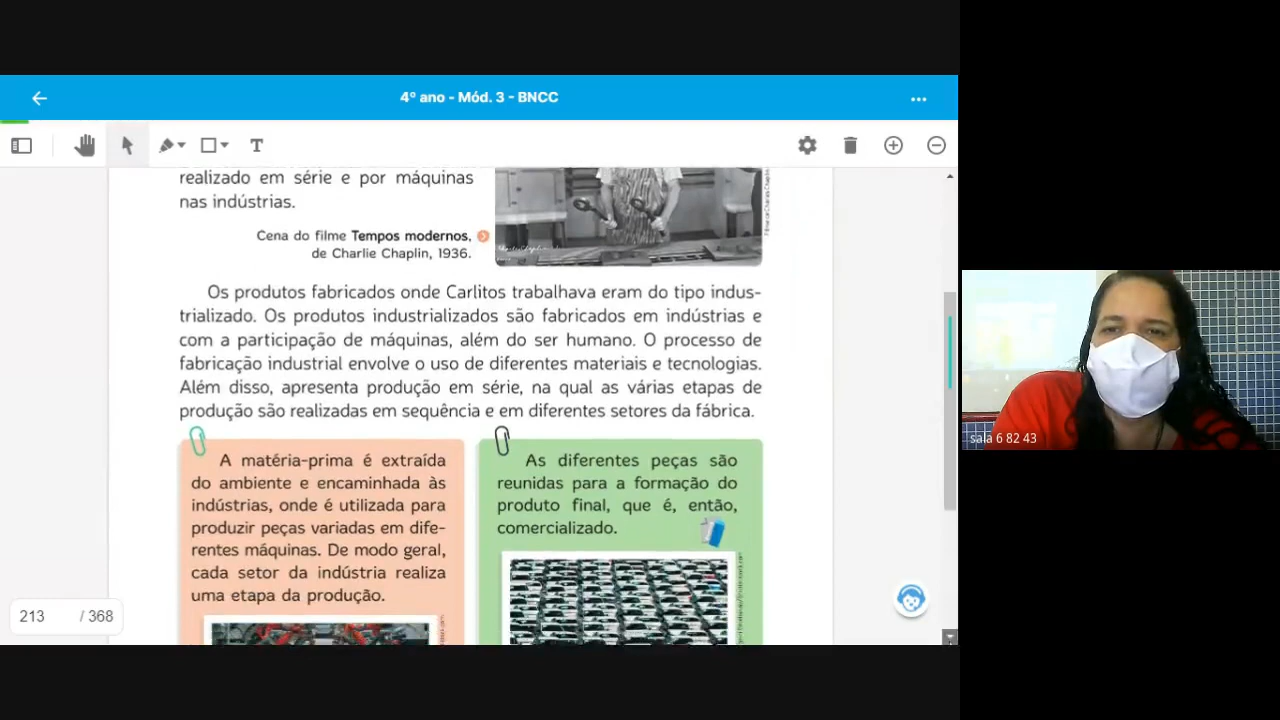 4º ano - Mód. 3 - BNCC
T
realizado em série e por máquinas
nas indústrias.
Cena do filme Tempos modernos,
de Charlie Chaplin, 1936.
Os produtos fabricados onde Carlitos trabalhava eram do tipo indus-
trializado. Os produtos industrializados são fabricados em indústrias e
com a participação de máquinas, além do ser humano. O processo de
fabricação industrial envolve o uso de diferentes materiais e tecnologias.
Além disso, apresenta produção em série, na qual as várias etapas de
produção são realizadas em sequência e em diferentes setores da fábrica.
A matéria-prima é extraída
do ambiente e encaminhada às
indústrias, onde é utilizada para
produzir peças variadas em dife-
rentes máquinas. De modo geral,
cada setor da indústria realiza
uma etapa da produção.
As diferentes peças são
reunidas para a formação do
produto final, que é, então,
comercializado.
213 / 368
sala 6 82 43